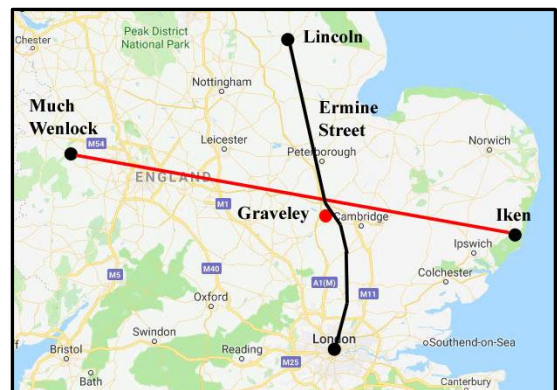 Chester
Peak District
National Park
Lincoln
Nottingham
Ermine
Street
Much
Wenlock
M54
Leicester
Peterborough
Norwich
ENGLAND
M1
Graveley
Cambridge
Iken
Ipswich
M5
M40
A1(M)
M11
Colchester
Oxford
London
Southend-on-Sea
Swindon
Reading
M25
Bristol
Bath
Canterbury